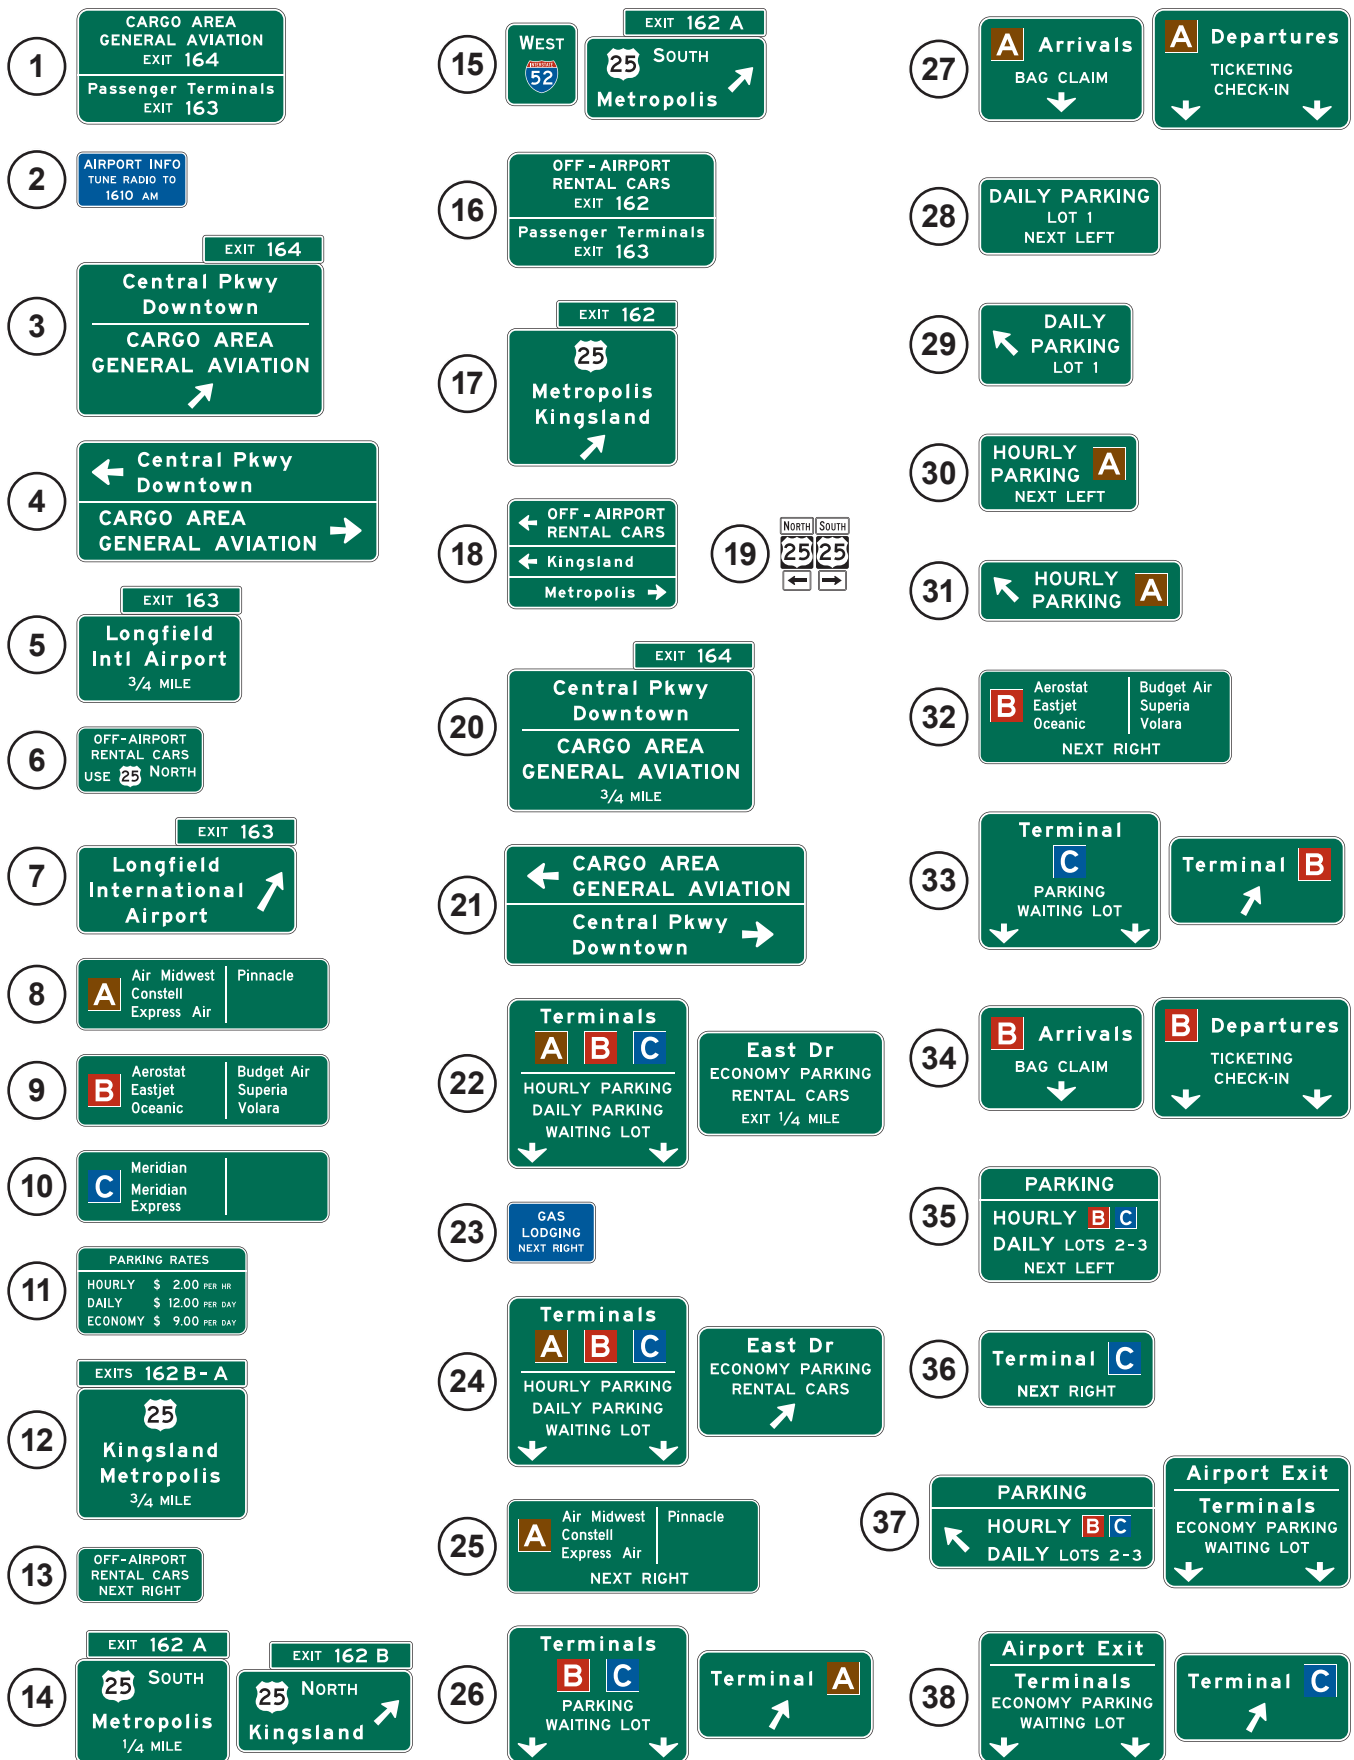 1
CARGO AREA
GENERAL AVIATION
EXIT 164
Passenger Terminals
EXIT 163
2
AIRPORT INFO
TUNE RADIO TO
1610 AM
3
EXIT 164
Central Pkwy
Downtown
CARGO AREA
GENERAL AVIATION
4
Central Pkwy
Downtown
CARGO AREA
GENERAL AVIATION
5
EXIT 163
Longfield
Intl Airport
3/4 MILE
6
OFF-AIRPORT
RENTAL CARS
USE 25 NORTH
7
EXIT 163
Longfield
International
Airport
8
A
Air Midwest
Constell
Express Air
Pinnacle
9
B
Aerostat
Eastjet
Oceanic
Budget Air
Superia
Volara
10
C
Meridian
Meridian
Express
11
PARKING RATES
HOURLY $ 2.00 PER HR
DAILY $ 12.00 PER DAY
ECONOMY $ 9.00 PER DAY
12
EXITS 162 B-A
25
Kingsland
Metropolis
3/4 MILE
13
OFF-AIRPORT
RENTAL CARS
NEXT RIGHT
14
EXIT 162 A
25 SOUTH
Metropolis
1/4 MILE
EXIT 162 B
25 NORTH
Kingsland
15
WEST
INTERSTATE
52
EXIT 162 A
25 SOUTH
Metropolis
16
OFF-AIRPORT
RENTAL CARS
EXIT 162
Passenger Terminals
EXIT 163
17
EXIT 162
25
Metropolis
Kingsland
18
OFF-AIRPORT
RENTAL CARS
Kingsland
Metropolis
19
NORTH SOUTH
25 25
20
EXIT 164
Central Pkwy
Downtown
CARGO AREA
GENERAL AVIATION
3/4 MILE
21
CARGO AREA
GENERAL AVIATION
Central Pkwy
Downtown
22
Terminals
A B C
HOURLY PARKING
DAILY PARKING
WAITING LOT
East Dr
ECONOMY PARKING
RENTAL CARS
EXIT 1/4 MILE
23
GAS
LODGING
NEXT RIGHT
24
Terminals
A B C
HOURLY PARKING
DAILY PARKING
WAITING LOT
East Dr
ECONOMY PARKING
RENTAL CARS
25
A
Air Midwest
Constell
Express Air
Pinnacle
NEXT RIGHT
26
Terminals
B C
PARKING
WAITING LOT
Terminal A
27
A Arrivals
BAG CLAIM
A Departures
TICKETING
CHECK-IN
28
DAILY PARKING
LOT 1
NEXT LEFT
29
DAILY
PARKING
LOT 1
30
HOURLY
PARKING A
NEXT LEFT
31
HOURLY
PARKING A
32
B
Aerostat
Eastjet
Oceanic
Budget Air
Superia
Volara
NEXT RIGHT
33
Terminal
C
PARKING
WAITING LOT
Terminal B
34
B Arrivals
BAG CLAIM
B Departures
TICKETING
CHECK-IN
35
PARKING
HOURLY B C
DAILY LOTS 2-3
NEXT LEFT
36
Terminal C
NEXT RIGHT
37
PARKING
HOURLY B C
DAILY LOTS 2-3
Airport Exit
Terminals
ECONOMY PARKING
WAITING LOT
38
Airport Exit
Terminals
ECONOMY PARKING
WAITING LOT
Terminal C